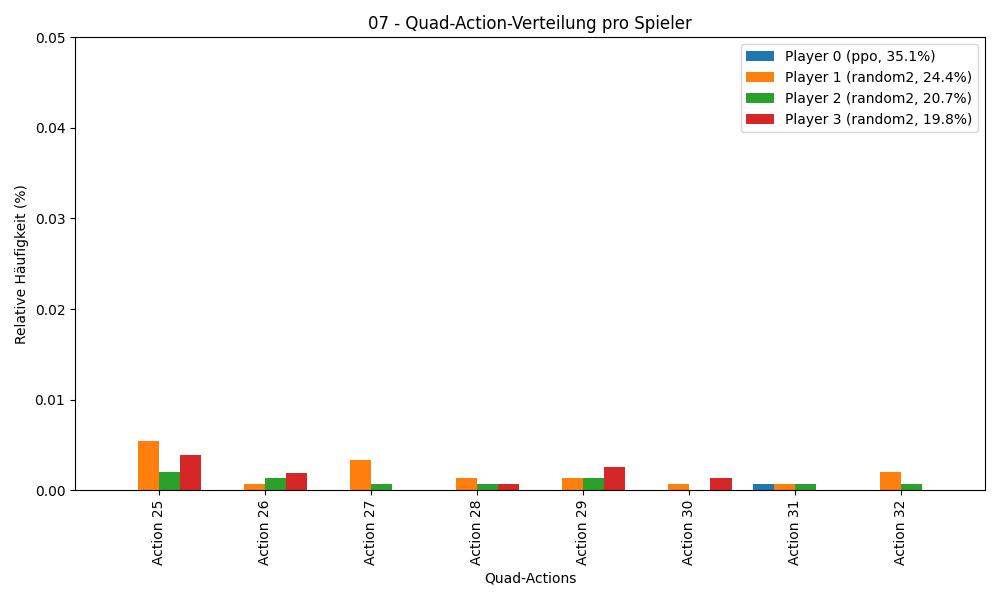 07 - Quad-Action-Verteilung pro Spieler
Player 0 (ppo, 35.1%)
Player 1 (random2, 24.4%)
Player 2 (random2, 20.7%)
Player 3 (random2, 19.8%)
Relative Häufigkeit (%)
0.05
0.04
0.03
0.02
0.01
0.00
Action 25
Action 26
Action 27
Action 28
Action 29
Action 30
Action 31
Action 32
Quad-Actions